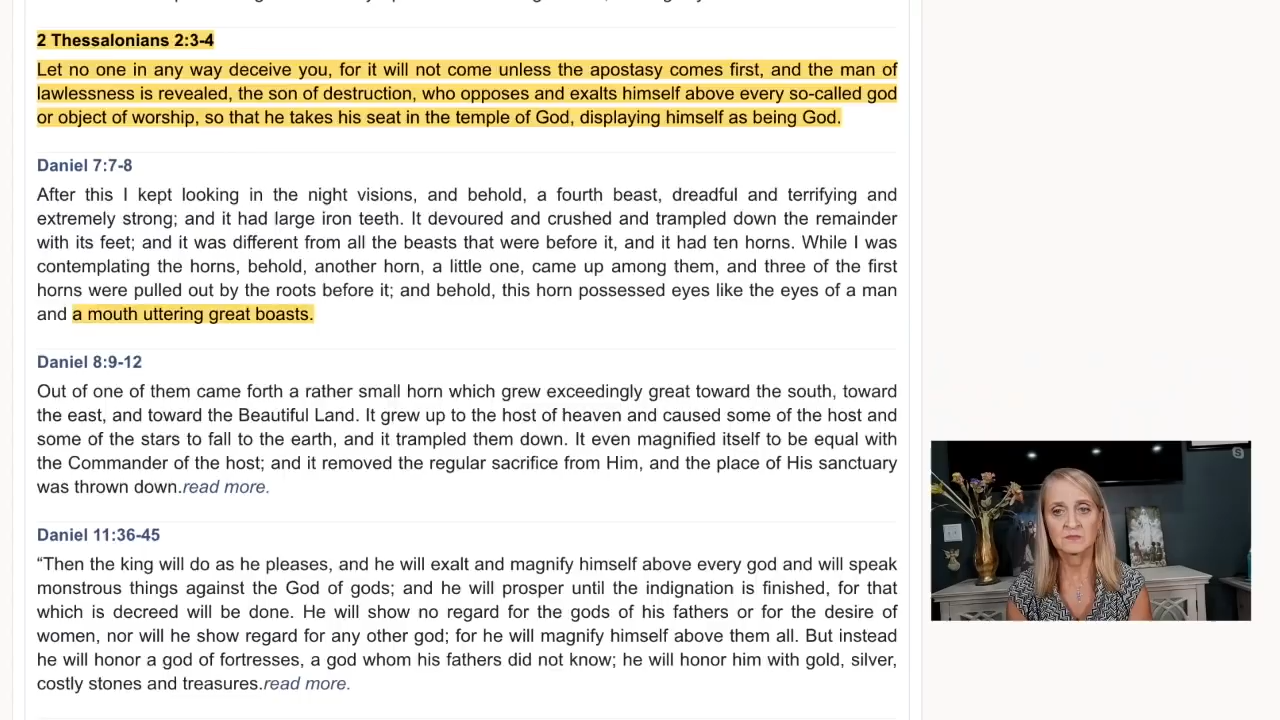 2 Thessalonians 2:3-4
Let no one in any way deceive you, for it will not come unless the apostasy comes first, and the man of
lawlessness is revealed, the son of destruction, who opposes and exalts himself above every so-called god
or object of worship, so that he takes his seat in the temple of God, displaying himself as being God.
Daniel 7:7-8
After this I kept looking in the night visions, and behold, a fourth beast, dreadful and terrifying and
extremely strong; and it had large iron teeth. It devoured and crushed and trampled down the remainder
with its feet; and it was different from all the beasts that were before it, and it had ten horns. While I was
contemplating the horns, behold, another horn, a little one, came up among them, and three of the first
horns were pulled out by the roots before it; and behold, this horn possessed eyes like the eyes of a man
and a mouth uttering great boasts.
Daniel 8:9-12
Out of one of them came forth a rather small horn which grew exceedingly great toward the south, toward
the east, and toward the Beautiful Land. It grew up to the host of heaven and caused some of the host and
some of the stars to fall to the earth, and it trampled them down. It even magnified itself to be equal with
the Commander of the host; and it removed the regular sacrifice from Him, and the place of His sanctuary
was thrown down.read more.
Daniel 11:36-45
“Then the king will do as he pleases, and he will exalt and magnify himself above every god and will speak
monstrous things against the God of gods; and he will prosper until the indignation is finished, for that
which is decreed will be done. He will show no regard for the gods of his fathers or for the desire of
women, nor will he show regard for any other god; for he will magnify himself above them all. But instead
he will honor a god of fortresses, a god whom his fathers did not know; he will honor him with gold, silver,
costly stones and treasures.read more.